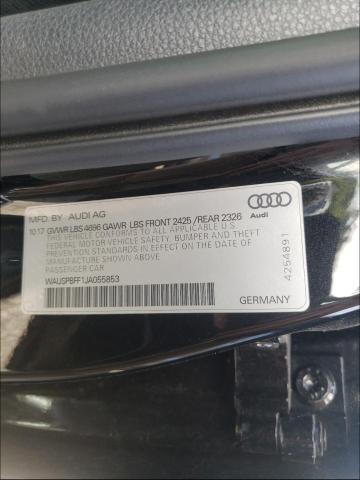 MFD. BY AUDI AG
10.17 GVWR LBS 4696 GAWR LBS FRONT 2425 /REAR 2326
THIS VEHICLE CONFORMS TO ALL APPLICABLE U S
FEDERAL MOTOR VEHICLE SAFETY, BUMPER AND THEFT
PREVENTION STANDARDS IN EFFECT ON THE DATE OF
MANUFACTURE SHOWN ABOVE.
PASSENGER CAR
WAUSPBFF1JA055853
GERMANY
Audi
4254891